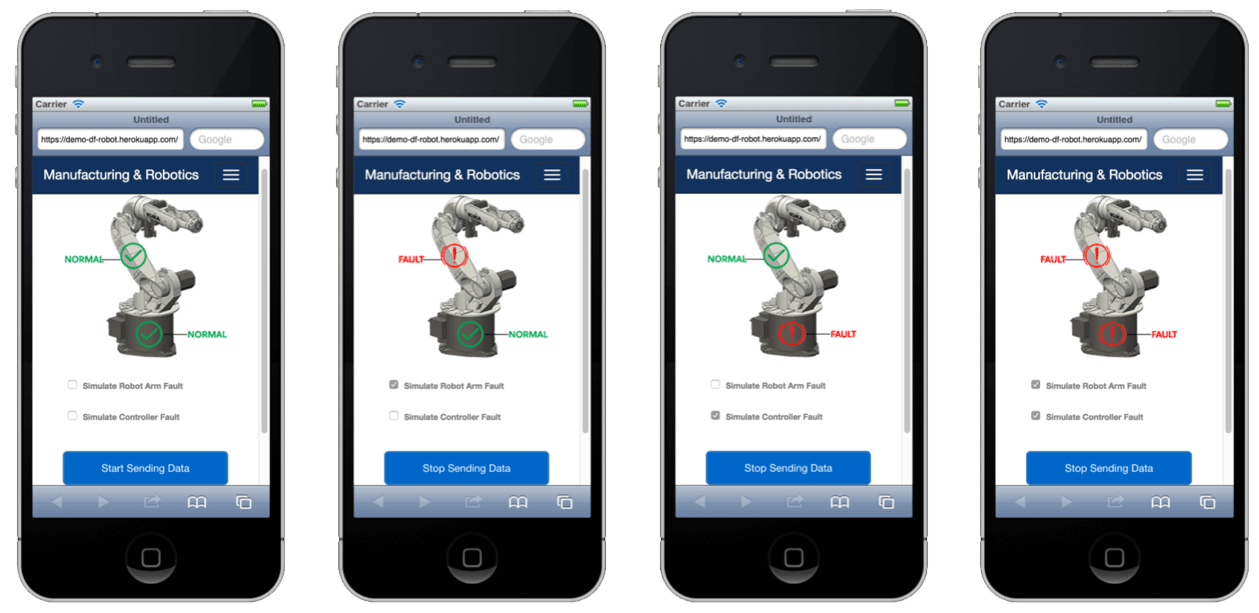 Carrier
Untitled
https://demo-df-robot.herokuapp.com/ Google
Manufacturing & Robotics
NORMAL
NORMAL
Simulate Robot Arm Fault
Simulate Controller Fault
Start Sending Data
Carrier
Untitled
https://demo-df-robot.herokuapp.com/ Google
Manufacturing & Robotics
FAULT
NORMAL
Simulate Robot Arm Fault
Simulate Controller Fault
Stop Sending Data
Carrier
Untitled
https://demo-df-robot.herokuapp.com/ Google
Manufacturing & Robotics
NORMAL
FAULT
Simulate Robot Arm Fault
Simulate Controller Fault
Stop Sending Data
Carrier
Untitled
https://demo-df-robot.herokuapp.com/ Google
Manufacturing & Robotics
FAULT
FAULT
Simulate Robot Arm Fault
Simulate Controller Fault
Stop Sending Data